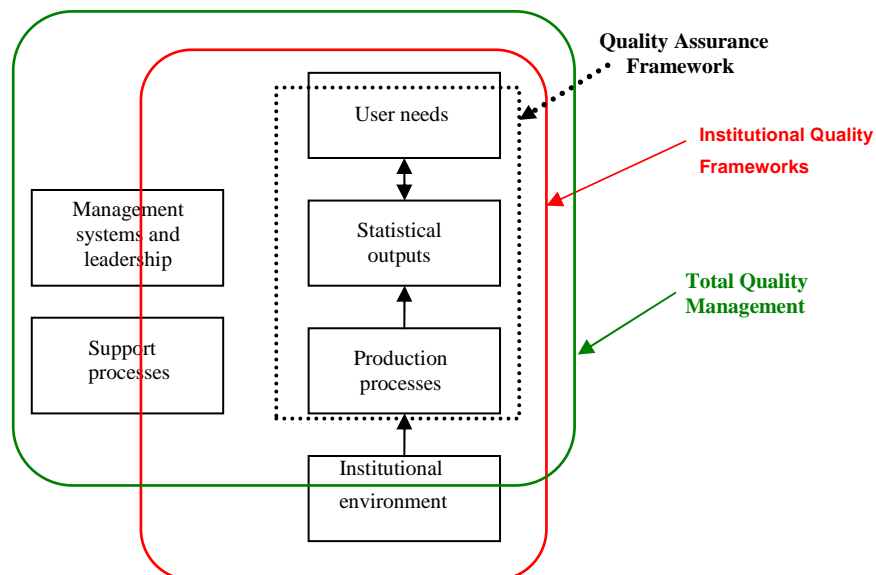 Quality Assurance
Framework
User needs
Institutional Quality
Frameworks
Management
systems and
leadership
Statistical
outputs
Total Quality
Management
Support
processes
Production
processes
Institutional
environment